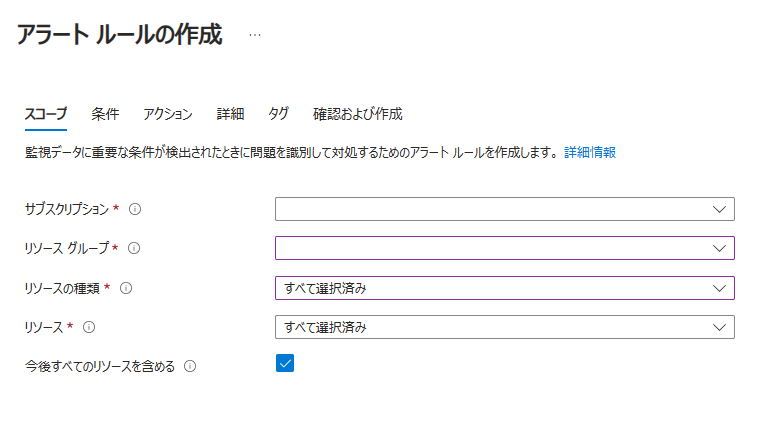 アラート ルールの作成 …
スコープ 条件 アクション 詳細 タグ 確認および作成
監視データに重要な条件が検出されたときに問題を識別して対処するためのアラート ルールを作成します。 詳細情報
サブスクリプション *
リソース グループ *
リソースの種類 * すべて選択済み
リソース * すべて選択済み
今後すべてのリソースを含める